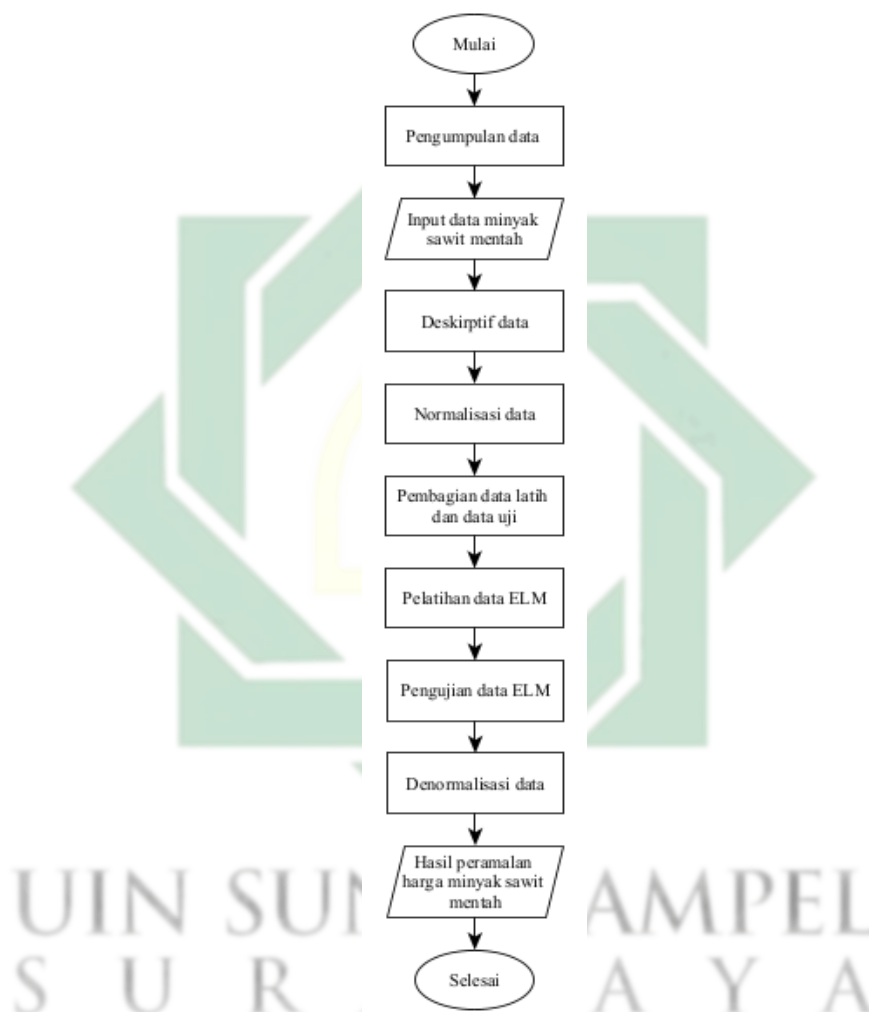 Mulai
Pengumpulan data
Input data minyak
sawit mentah
Deskirptif data
Normalisasi data
Pembagian data latih
dan data uji
Pelatihan data ELM
Pengujian data ELM
Denormalisasi data
Hasil peramalan
harga minyak sawit
mentah
Selesai
UIN SUN AMPEL
S U R A Y A